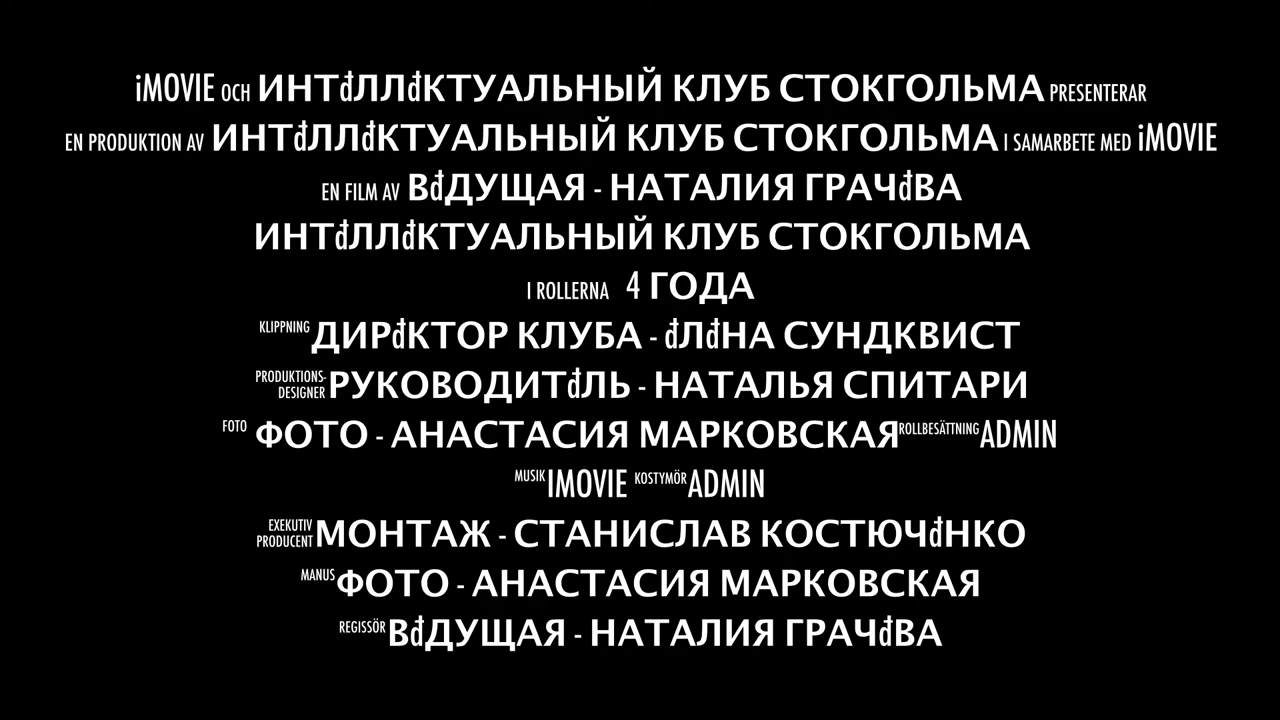 iMOVIE OCH ИНТđЛЛđКТУАЛЬНЫЙ КЛУБ СТОКГОЛЬМА PRESENTERAR
EN PRODUKTION AV ИНТđЛЛđКТУАЛЬНЫЙ КЛУБ СТОКГОЛЬМА I SAMARBETE MED iMOVIE
EN FILM AV ВđДУЩАЯ - НАТАЛИЯ ГРАЧđВА
ИНТđЛЛđКТУАЛЬНЫЙ КЛУБ СТОКГОЛЬМА
I ROLLERNA 4 ГОДА
KLIPPNING ДИРđКТОР КЛУБА - đЛđНА СУНДКВИСТ
PRODUKTIONS-DESIGNER РУКОВОДИТđЛЬ - НАТАЛЬЯ СПИТАРИ
FOTO ФОТО - АНАСТАСИЯ МАРКОВСКАЯ ROLLBESÄTTNING ADMIN
MUSIK IMOVIE KOSTYMÖR ADMIN
EXEKUTIV PRODUCENT МОНТАЖ - СТАНИСЛАВ КОСТЮЧđНКО
MANUS ФОТО - АНАСТАСИЯ МАРКОВСКАЯ
REGISSÖR ВđДУЩАЯ - НАТАЛИЯ ГРАЧđВА